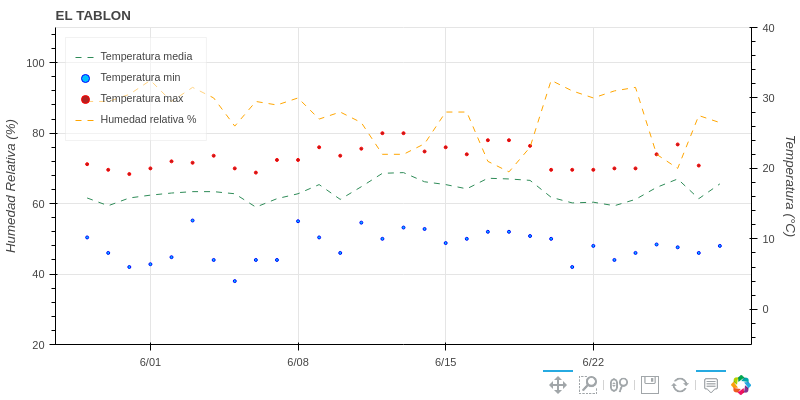 EL TABLON
Temperatura media
Temperatura min
Temperatura max
Humedad relativa %
Humedad Relativa (%)
100
80
60
40
20
Temperatura (°C)
40
30
20
10
0
6/01 6/08 6/15 6/22